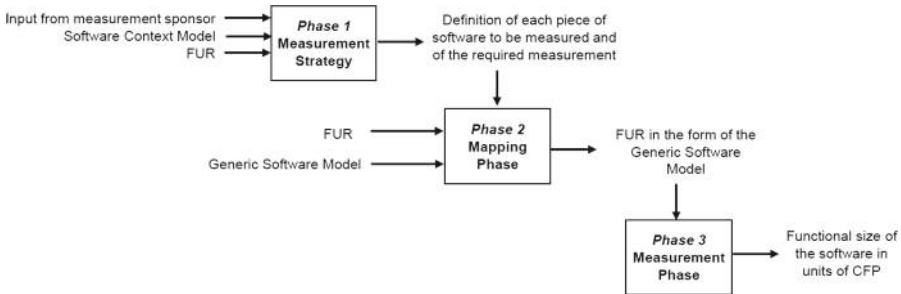 Input from measurement sponsor
Software Context Model
FUR
Phase 1
Measurement
Strategy
Definition of each piece of
software to be measured and
of the required measurement
FUR
Generic Software Model
Phase 2
Mapping
Phase
FUR in the form of the
Generic Software
Model
Phase 3
Measurement
Phase
Functional size of
the software in
units of CFP